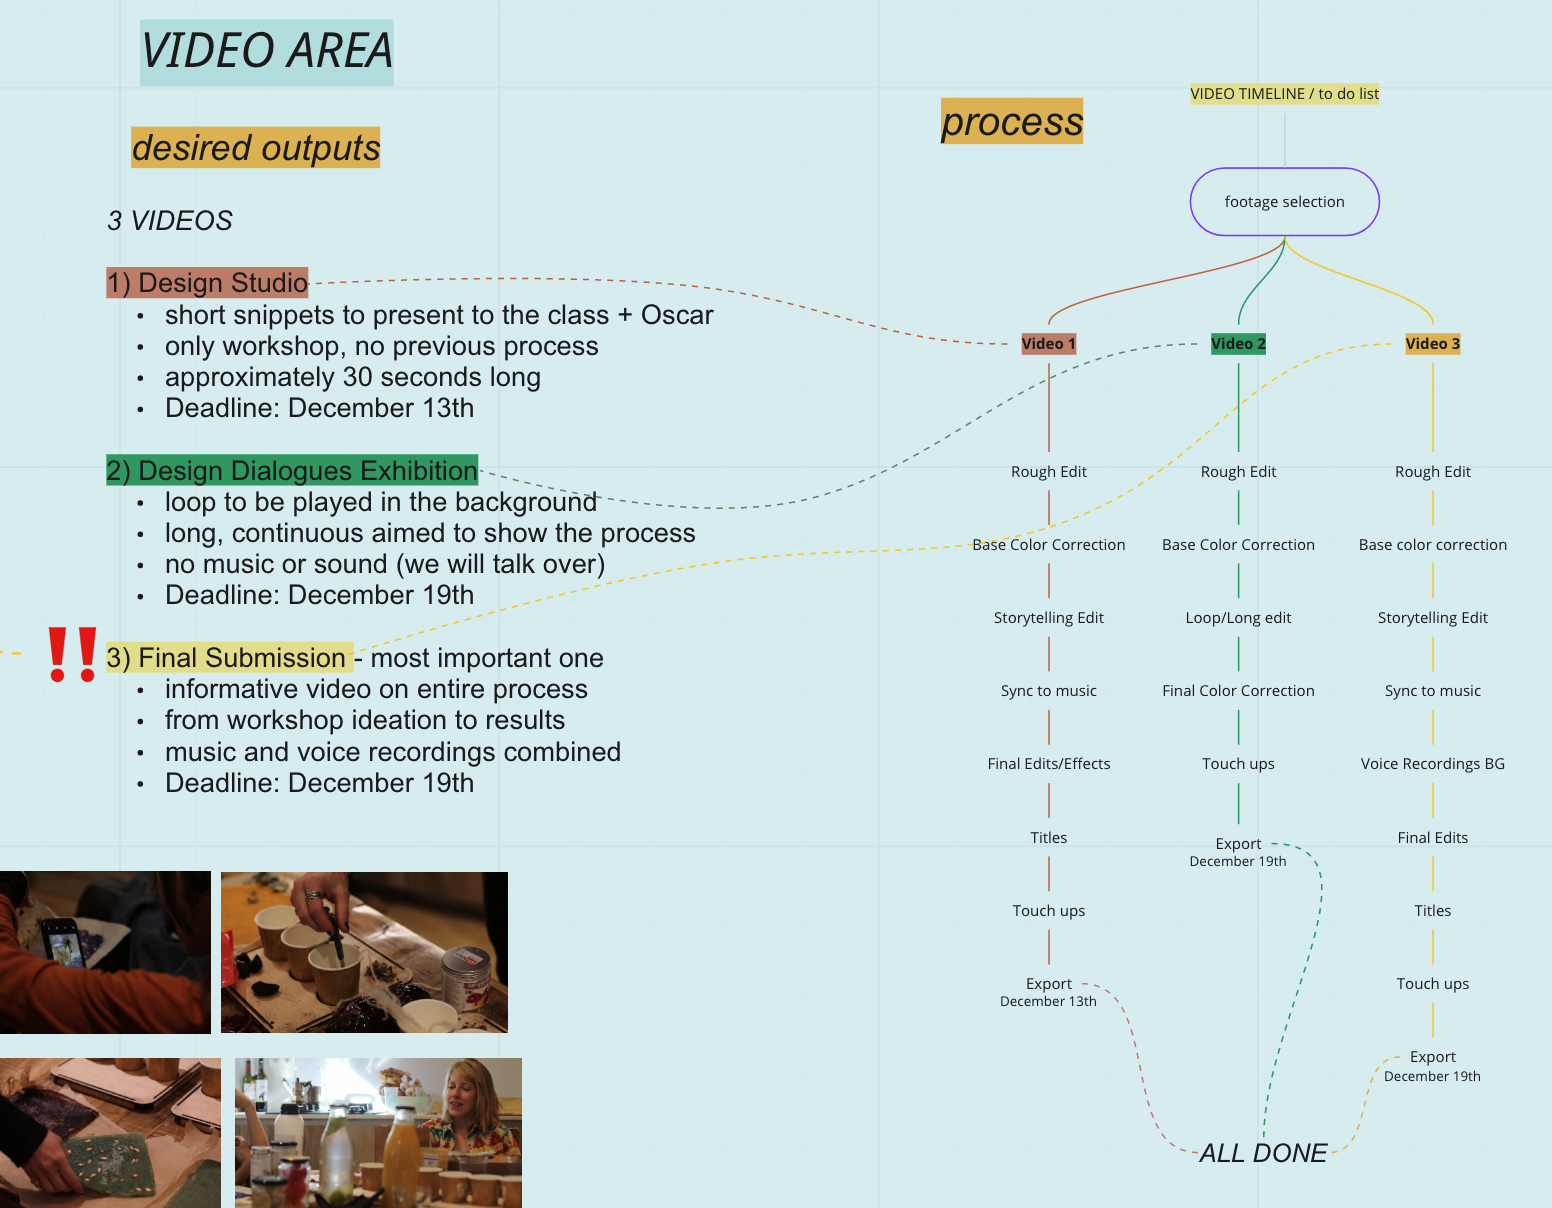 VIDEO AREA
desired outputs
3 VIDEOS
1) Design Studio
• short snippets to present to the class + Oscar
• only workshop, no previous process
• approximately 30 seconds long
• Deadline: December 13th
2) Design Dialogues Exhibition
• loop to be played in the background
• long, continuous aimed to show the process
• no music or sound (we will talk over)
• Deadline: December 19th
‼ 3) Final Submission - most important one
• informative video on entire process
• from workshop ideation to results
• music and voice recordings combined
• Deadline: December 19th
process
VIDEO TIMELINE / to do list
footage selection
Video 1
Rough Edit
Base Color Correction
Storytelling Edit
Sync to music
Final Edits/Effects
Titles
Touch ups
Export
December 13th
Video 2
Rough Edit
Base Color Correction
Loop/Long edit
Final Color Correction
Touch ups
Export
December 19th
Video 3
Rough Edit
Base color correction
Storytelling Edit
Sync to music
Voice Recordings BG
Final Edits
Titles
Touch ups
Export
December 19th
ALL DONE